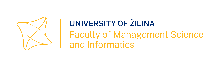 UNIVERSITY OF ŽILINA
Faculty of Management Science
and Informatics